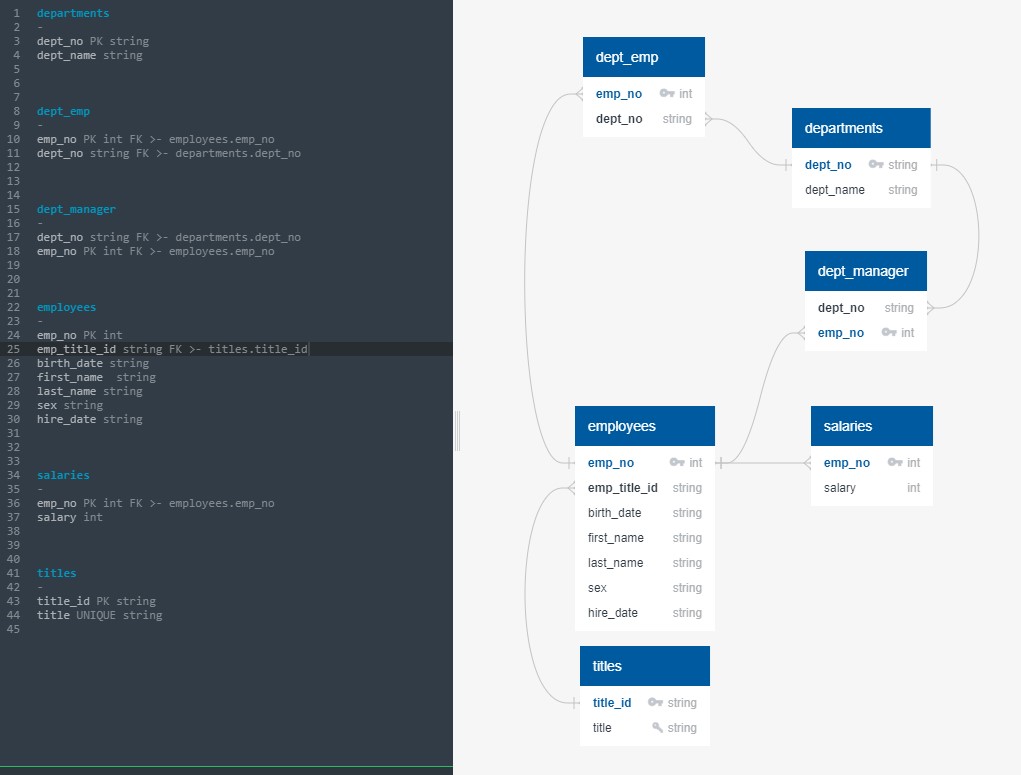 1 departments
2 -
3 dept_no PK string
4 dept_name string
5
6
7
8 dept_emp
9 -
10 emp_no PK int FK >- employees.emp_no
11 dept_no string FK >- departments.dept_no
12
13
14
15 dept_manager
16 -
17 dept_no string FK >- departments.dept_no
18 emp_no PK int FK >- employees.emp_no
19
20
21
22 employees
23 -
24 emp_no PK int
25 emp_title_id string FK >- titles.title_id
26 birth_date string
27 first_name  string
28 last_name string
29 sex string
30 hire_date string
31
32
33
34 salaries
35 -
36 emp_no PK int FK >- employees.emp_no
37 salary int
38
39
40
41 titles
42 -
43 title_id PK string
44 title UNIQUE string
45
dept_emp
emp_no int
dept_no string
departments
dept_no string
dept_name string
dept_manager
dept_no string
emp_no int
employees
emp_no int
emp_title_id string
birth_date string
first_name string
last_name string
sex string
hire_date string
salaries
emp_no int
salary int
titles
title_id string
title string